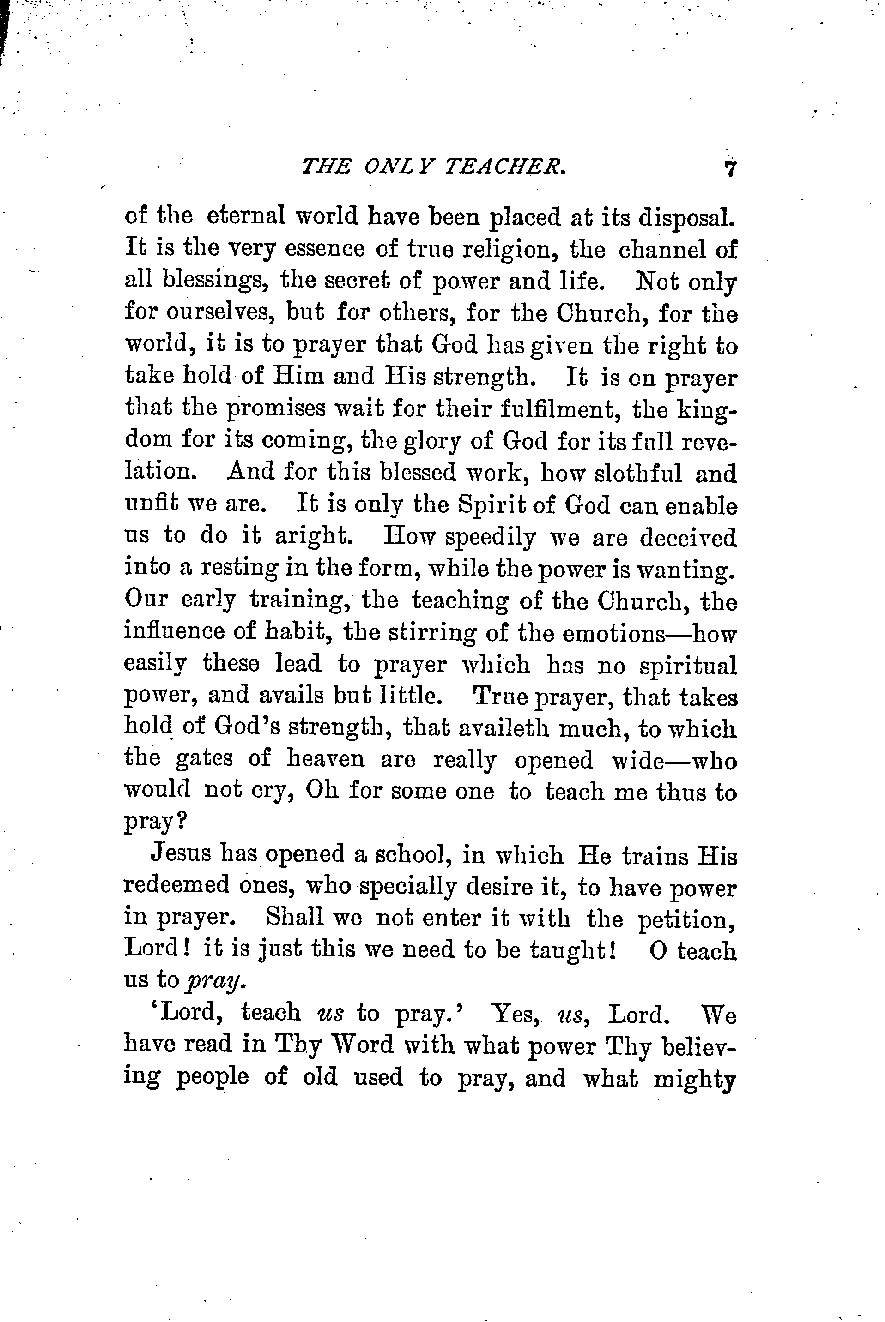 THE ONLY TEACHER. 7
of the eternal world have been placed at its disposal.
It is the very essence of true religion, the channel of
all blessings, the secret of power and life. Not only
for ourselves, but for others, for the Church, for the
world, it is to prayer that God has given the right to
take hold of Him and His strength. It is on prayer
that the promises wait for their fulfilment, the king-
dom for its coming, the glory of God for its full reve-
lation. And for this blessed work, how slothful and
unfit we are. It is only the Spirit of God can enable
us to do it aright. How speedily we are deceived
into a resting in the form, while the power is wanting.
Our early training, the teaching of the Church, the
influence of habit, the stirring of the emotions—how
easily these lead to prayer which has no spiritual
power, and avails but little. True prayer, that takes
hold of God's strength, that availeth much, to which
the gates of heaven are really opened wide—who
would not cry, Oh for some one to teach me thus to
pray?
Jesus has opened a school, in which He trains His
redeemed ones, who specially desire it, to have power
in prayer. Shall we not enter it with the petition,
Lord! it is just this we need to be taught! O teach
us to pray.
'Lord, teach us to pray.' Yes, us, Lord. We
have read in Thy Word with what power Thy believ-
ing people of old used to pray, and what mighty